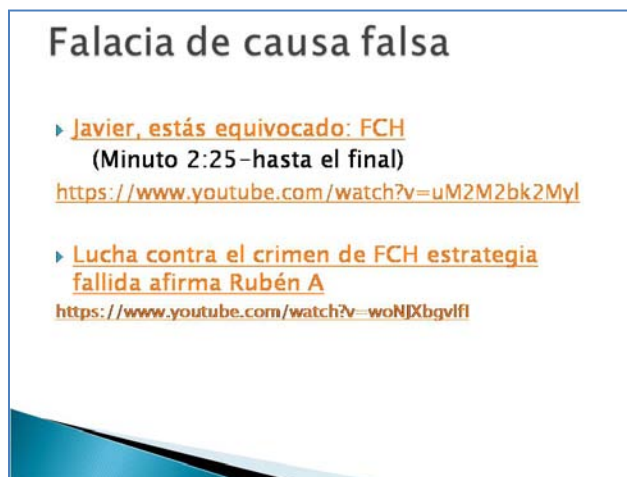 Falacia de causa falsa
Javier, estás equivocado: FCH
(Minuto 2:25-hasta el final)
https://www.youtube.com/watch?v=uM2M2bk2Myl
Lucha contra el crimen de FCH estrategia
fallida afirma Rubén A
https://www.youtube.com/watch?v=woNJXbgvlfI